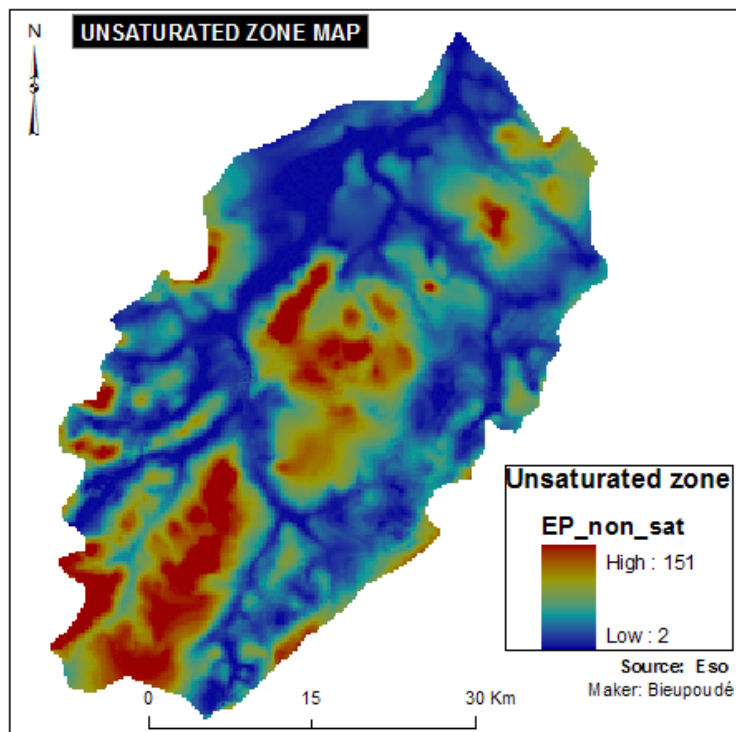 UNSATURATED ZONE MAP
N
Unsaturated zone
EP_non_sat
High : 151
Low : 2
Source: Eso
Maker: Bieupoudé
0 15 30 Km